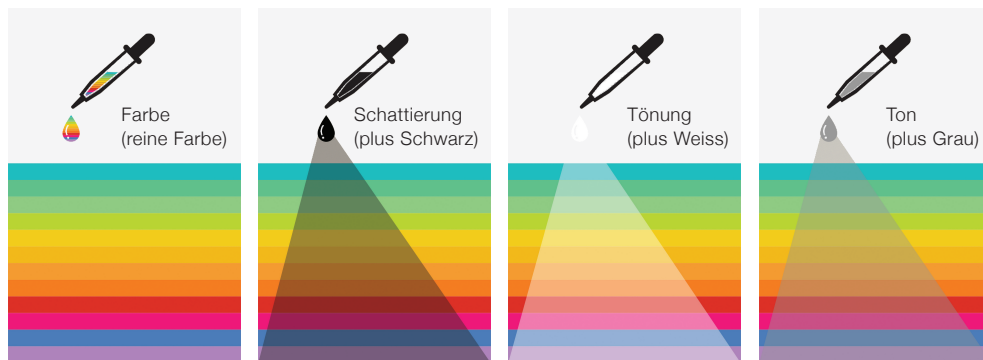 Farbe
(reine Farbe)
Schattierung
(plus Schwarz)
Tönung
(plus Weiss)
Ton
(plus Grau)